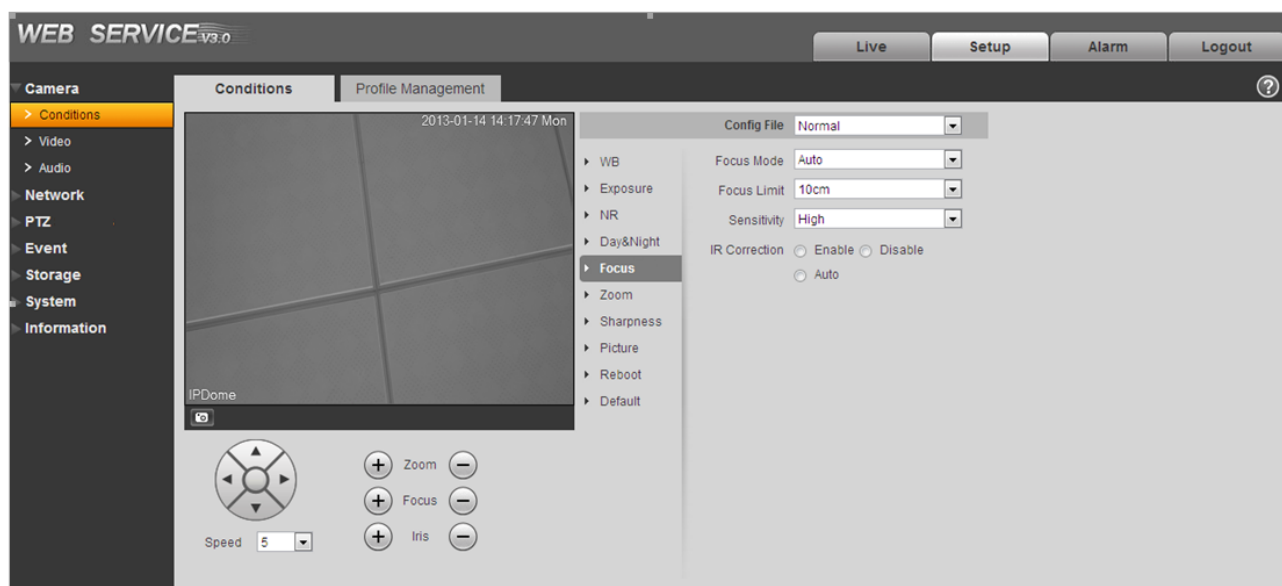 WEB SERVICE V3.0
Live Setup Alarm Logout
Camera
Conditions
Video
Audio
Network
PTZ
Event
Storage
System
Information
Conditions Profile Management
2013-01-14 14:17:47 Mon
IPDome
Zoom
Focus
Speed 5 Iris
WB
Exposure
NR
Day&Night
Focus
Zoom
Sharpness
Picture
Reboot
Default
Config File Normal
Focus Mode Auto
Focus Limit 10cm
Sensitivity High
IR Correction Enable Disable
Auto